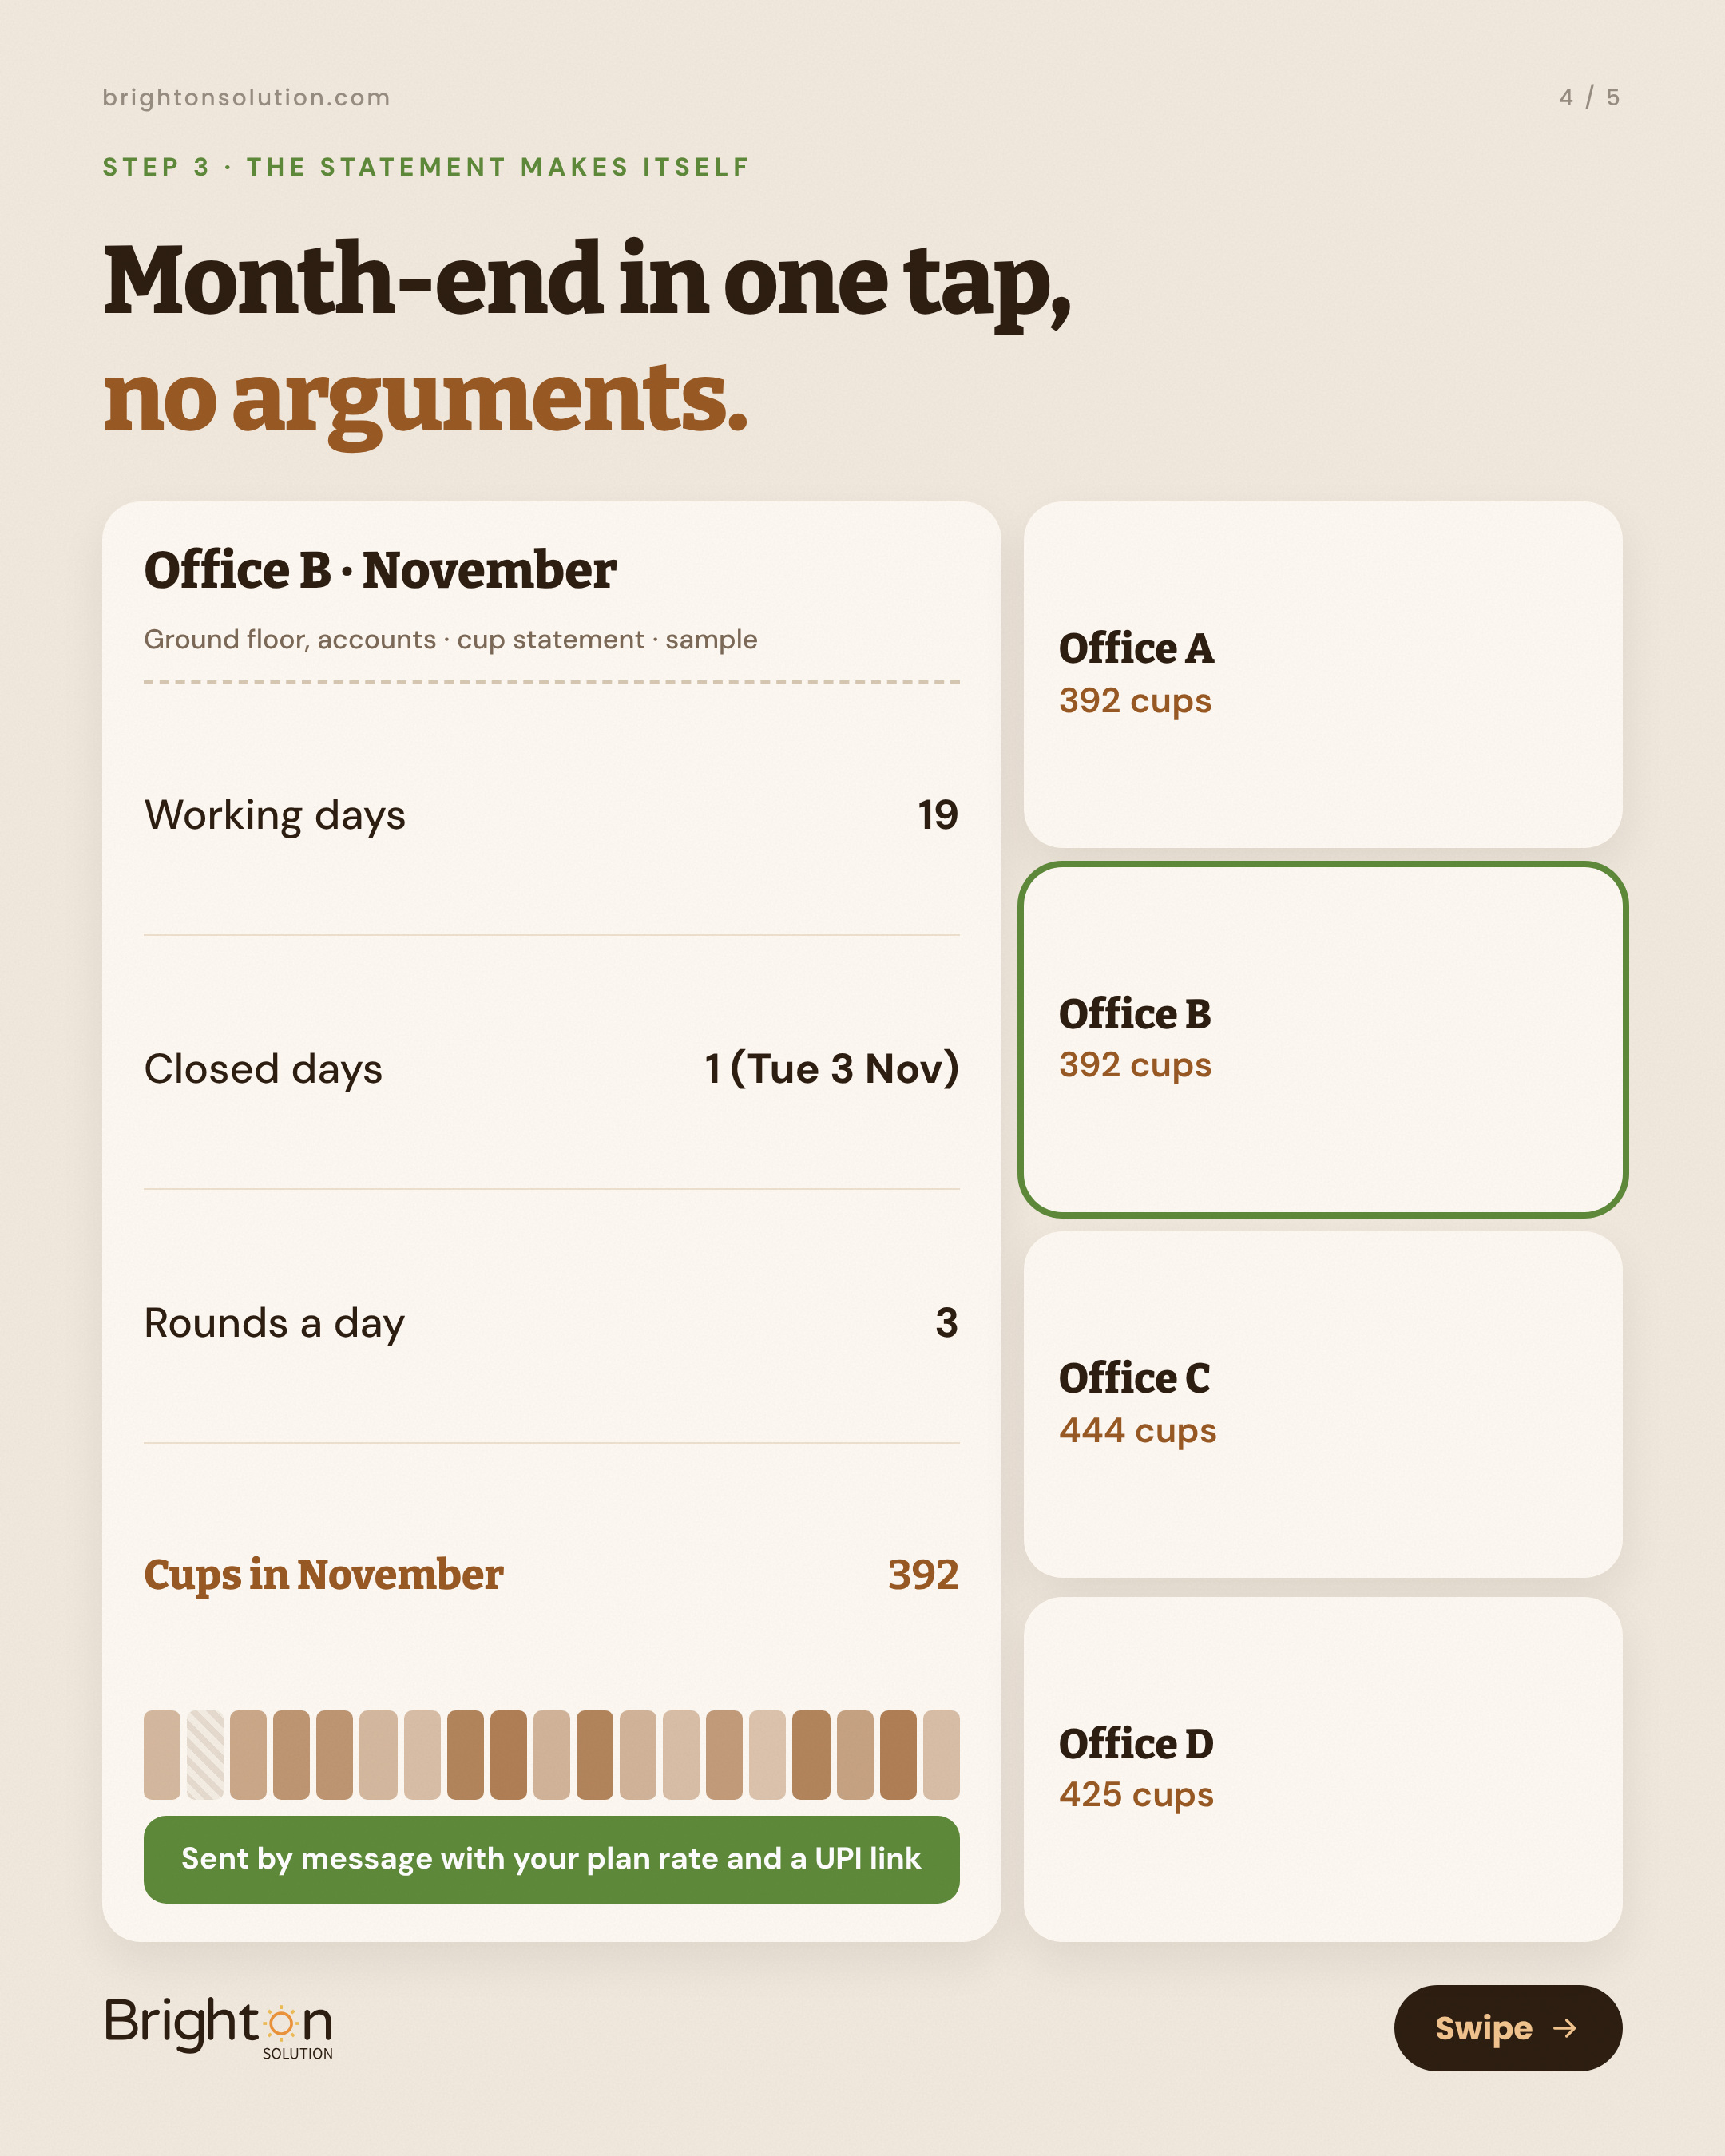 brightonsolution.com
4 / 5
STEP 3 · THE STATEMENT MAKES ITSELF
Month-end in one tap,
no arguments.
Office B · November
Ground floor, accounts · cup statement · sample
Working days 19
Closed days 1 (Tue 3 Nov)
Rounds a day 3
Cups in November 392
Sent by message with your plan rate and a UPI link
Office A
392 cups
Office B
392 cups
Office C
444 cups
Office D
425 cups
Brighton
SOLUTION
Swipe →